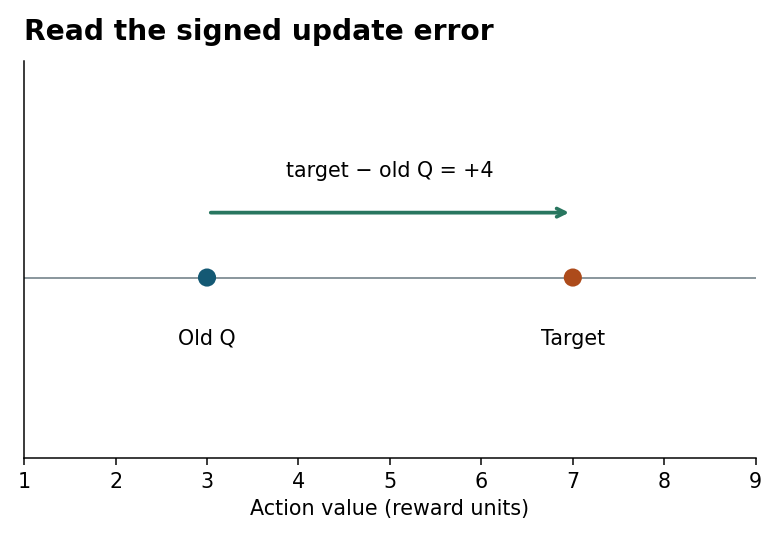 Read the signed update error
target − old Q = +4
Old Q
Target
1 2 3 4 5 6 7 8 9
Action value (reward units)